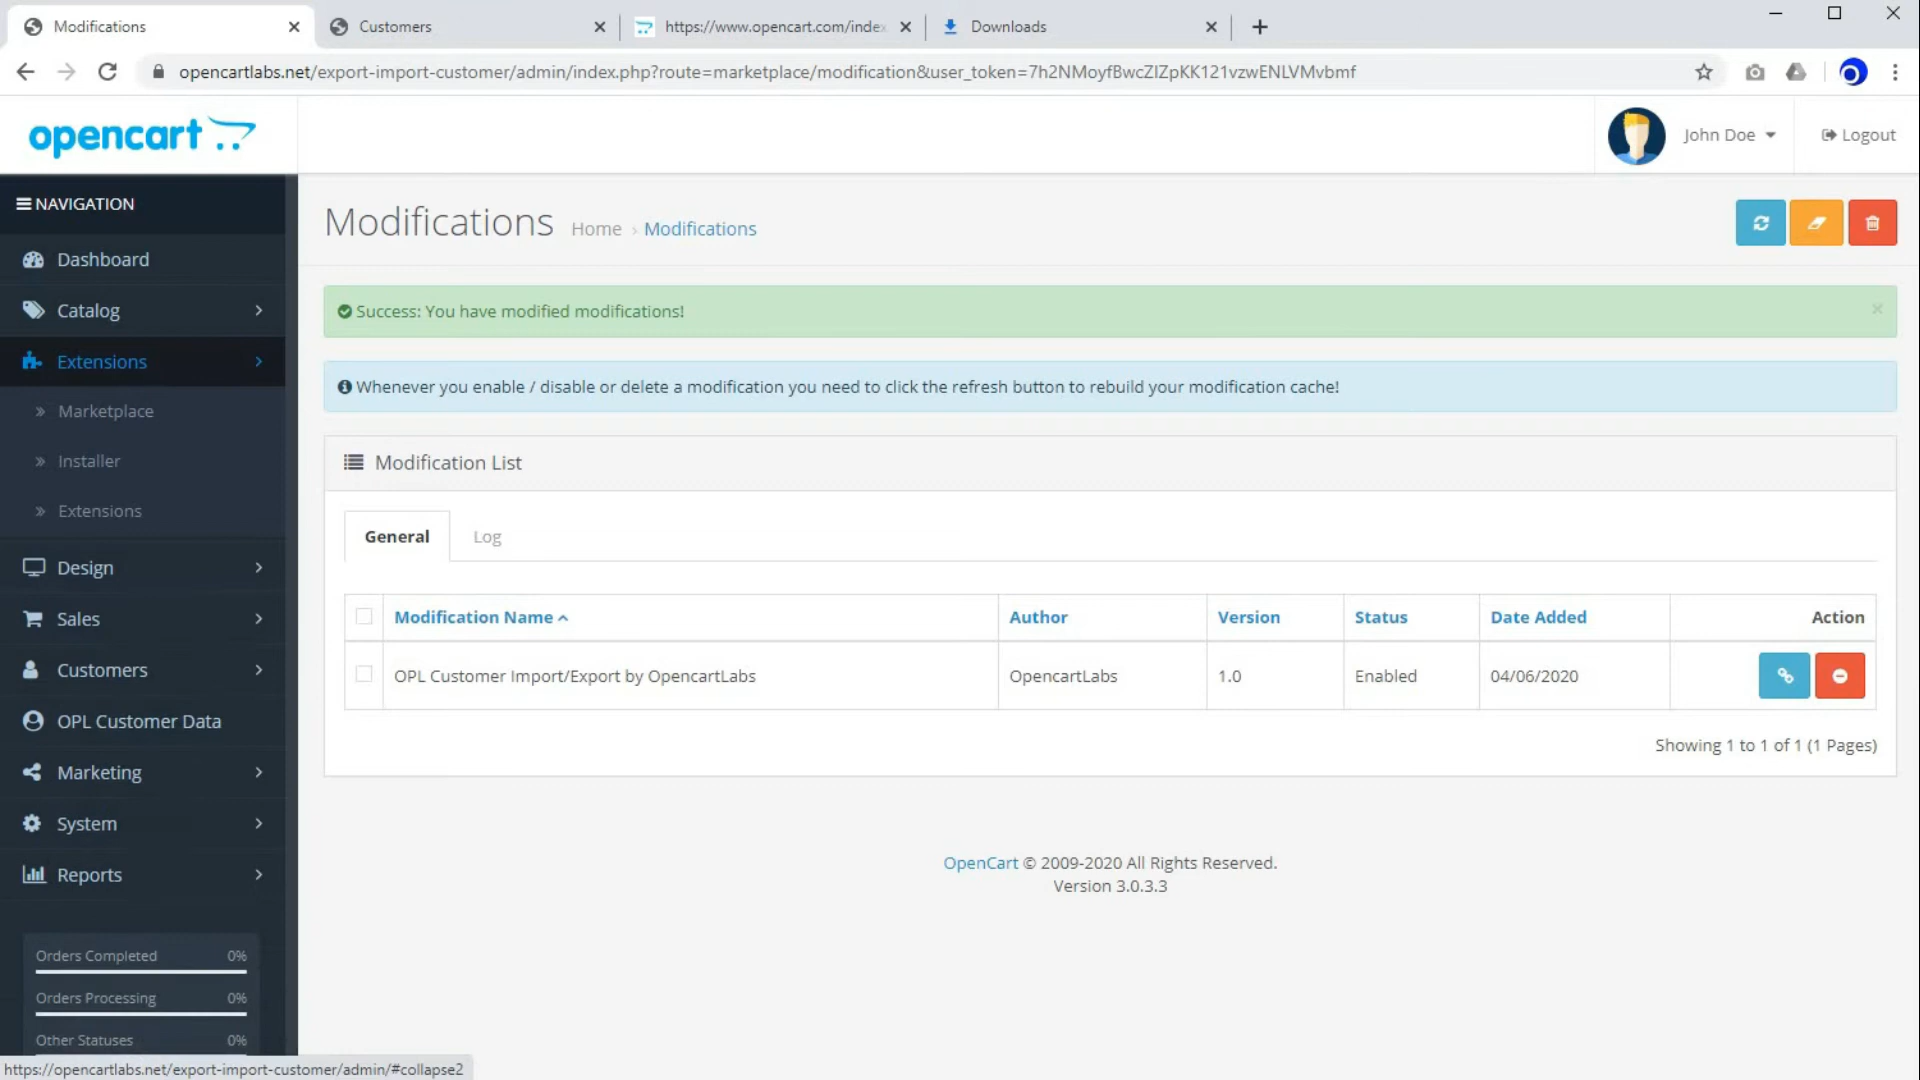 Modifications
Customers
https://www.opencart.com/index
Downloads
opencartlabs.net/export-import-customer/admin/index.php?route=marketplace/modification&user_token=7h2NMoyfBwcZIZpKK121vzwENLVMvbmf
opencart
John Doe
Logout
NAVIGATION
Dashboard
Catalog
Extensions
Marketplace
Installer
Extensions
Design
Sales
Customers
OPL Customer Data
Marketing
System
Reports
Orders Completed 0%
Orders Processing 0%
Other Statuses 0%
Modifications Home › Modifications
Success: You have modified modifications! ×
Whenever you enable / disable or delete a modification you need to click the refresh button to rebuild your modification cache!
Modification List
General Log
Modification Name Author Version Status Date Added Action
OPL Customer Import/Export by OpencartLabs OpencartLabs 1.0 Enabled 04/06/2020
Showing 1 to 1 of 1 (1 Pages)
OpenCart © 2009-2020 All Rights Reserved.
Version 3.0.3.3
https://opencartlabs.net/export-import-customer/admin/#collapse2